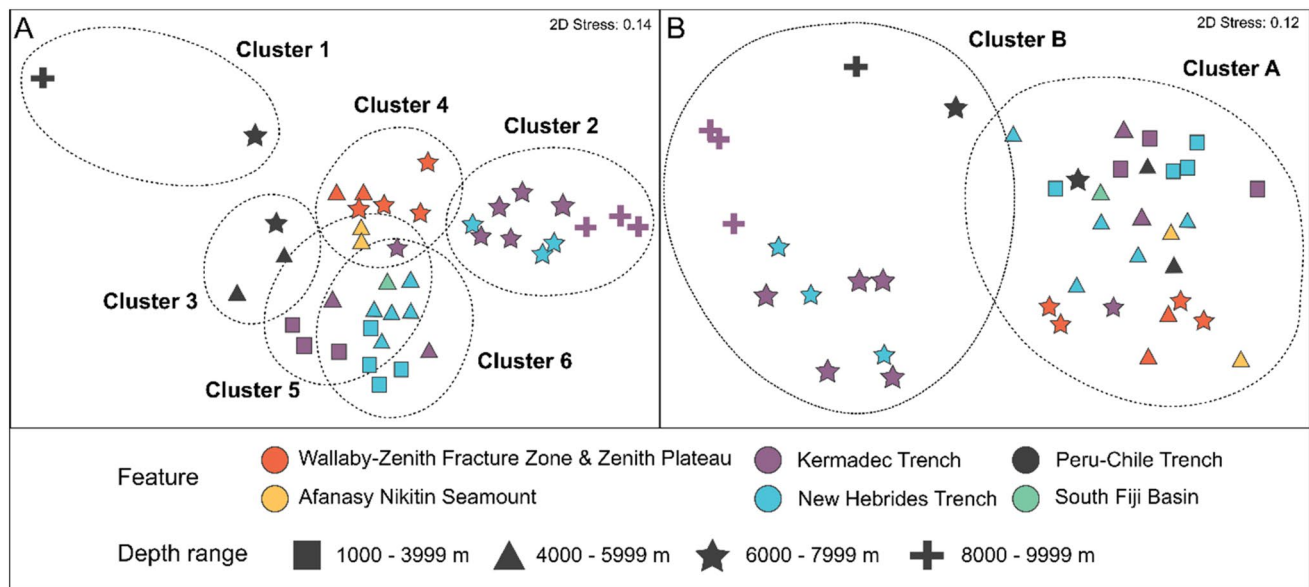 A
2D Stress: 0.14
Cluster 1
Cluster 4
Cluster 2
Cluster 3
Cluster 5
Cluster 6
B
2D Stress: 0.12
Cluster B
Cluster A
Feature
Wallaby-Zenith Fracture Zone & Zenith Plateau
Kermadec Trench
Peru-Chile Trench
Afanasy Nikitin Seamount
New Hebrides Trench
South Fiji Basin
Depth range
1000 - 3999 m
4000 - 5999 m
6000 - 7999 m
8000 - 9999 m